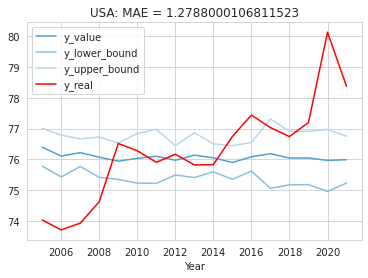 USA: MAE = 1.2788000106811523
y_value
y_lower_bound
y_upper_bound
y_real
80
79
78
77
76
75
74
2006 2008 2010 2012 2014 2016 2018 2020
Year